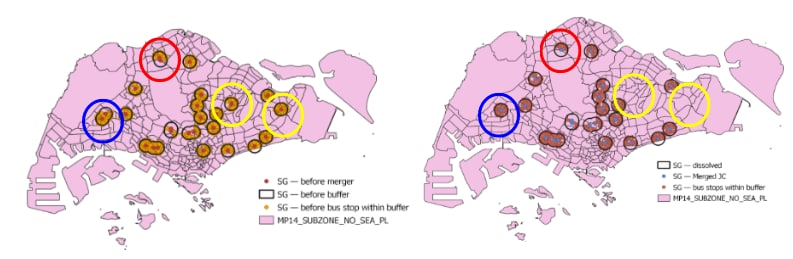 SG — before merger
SG — before buffer
SG — before bus stop within buffer
MP14_SUBZONE_NO_SEA_PL
SG — dissolved
SG — Merged JC
SG — bus stops within buffer
MP14_SUBZONE_NO_SEA_PL